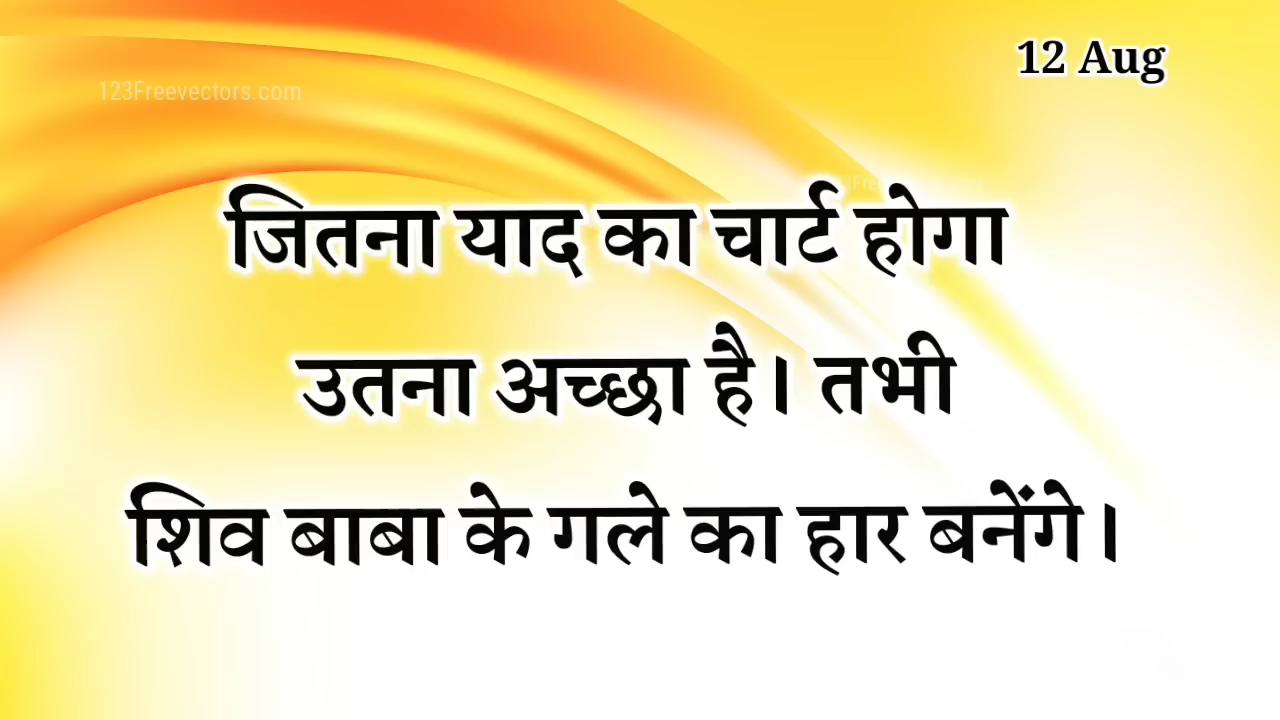 12 Aug
123Freevectors.com
जितना याद का चार्ट होगा
उतना अच्छा है। तभी
शिव बाबा के गले का हार बनेंगे।